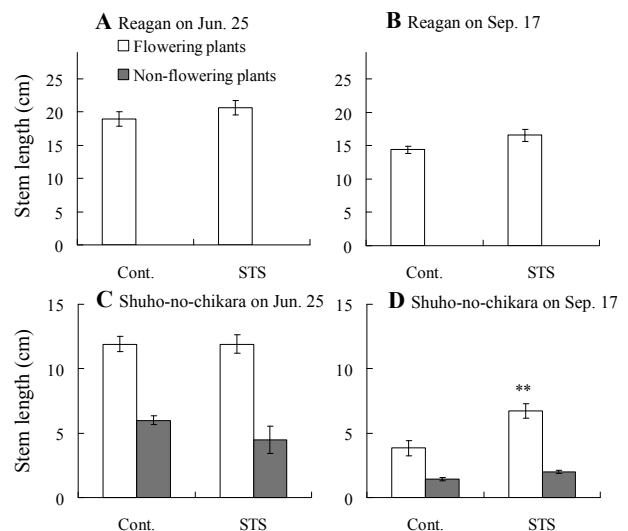 A Reagan on Jun. 25
Flowering plants
Non-flowering plants
Stem length (cm)
25
20
15
10
5
0
Cont.
STS
B Reagan on Sep. 17
25
20
15
10
5
0
Cont.
STS
C Shuho-no-chikara on Jun. 25
Stem length (cm)
15
10
5
0
Cont.
STS
D Shuho-no-chikara on Sep. 17
15
10
5
0
**
Cont.
STS